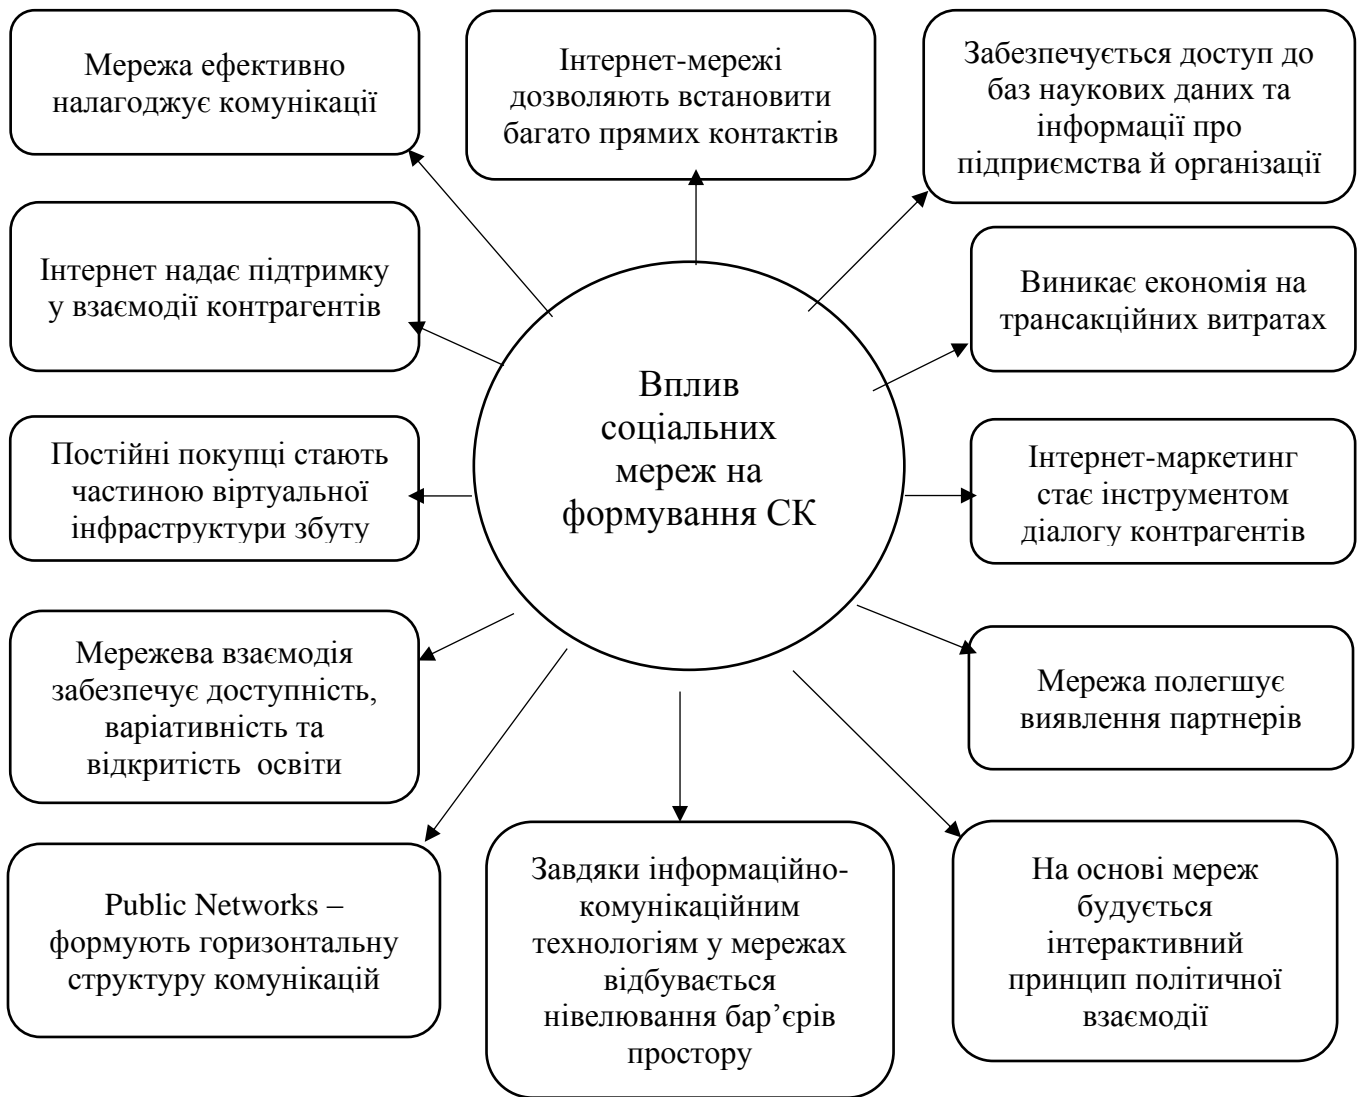 Мережа ефективно
налагоджує комунікації
Інтернет-мережі
дозволяють встановити
багато прямих контактів
Забезпечується доступ до
баз наукових даних та
інформації про
підприємства й організації
Інтернет надає підтримку
у взаємодії контрагентів
Виникає економія на
трансакційних витратах
Вплив
соціальних
мереж на
формування СК
Постійні покупці стають
частиною віртуальної
інфраструктури збуту
Інтернет-маркетинг
стає інструментом
діалогу контрагентів
Мережева взаємодія
забезпечує доступність,
варіативність та
відкритість  освіти
Мережа полегшує
виявлення партнерів
Public Networks –
формують горизонтальну
структуру комунікацій
Завдяки інформаційно-
комунікаційним
технологіям у мережах
відбувається
нівелювання бар’єрів
простору
На основі мереж
будується
інтерактивний
принцип політичної
взаємодії